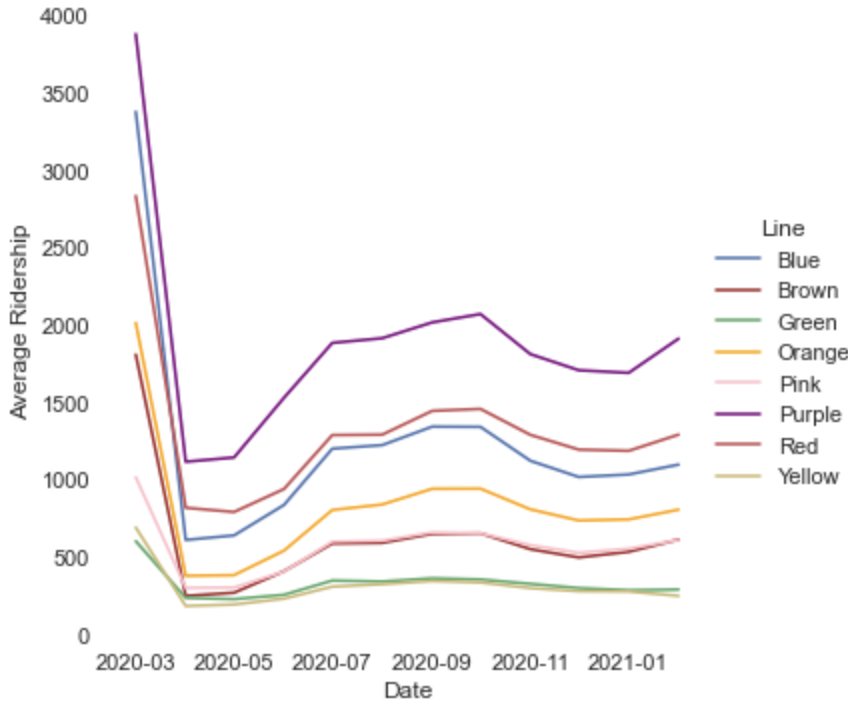 4000
3500
3000
2500
2000
1500
1000
500
0
Average Ridership
2020-03 2020-05 2020-07 2020-09 2020-11 2021-01
Date
Line
Blue
Brown
Green
Orange
Pink
Purple
Red
Yellow